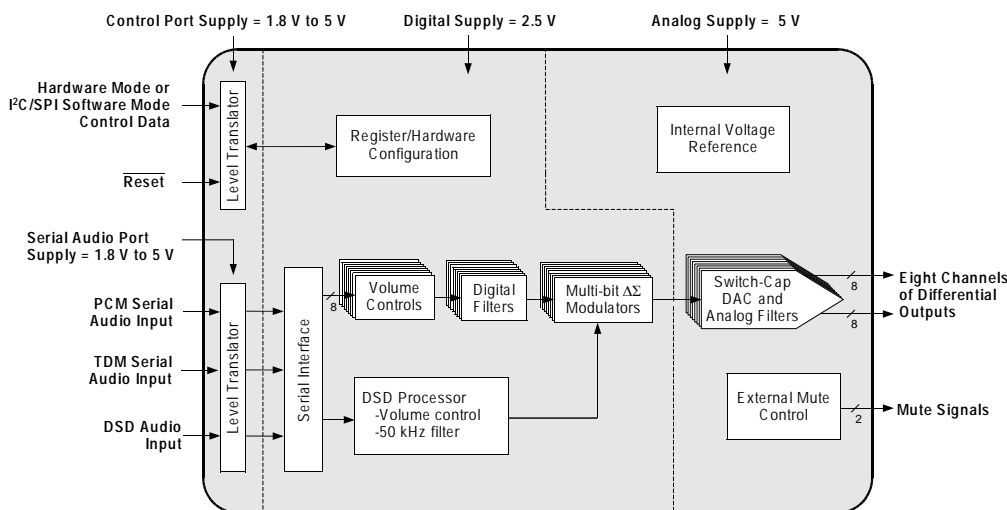 Control Port Supply = 1.8 V to 5 V
Digital Supply = 2.5 V
Analog Supply = 5 V
Hardware Mode or
I²C/SPI Software Mode
Control Data
Level Translator
Register/Hardware
Configuration
Internal Voltage
Reference
Reset
Serial Audio Port
Supply = 1.8 V to 5 V
PCM Serial
Audio Input
TDM Serial
Audio Input
DSD Audio
Input
Level Translator
Serial Interface
8
Volume
Controls
Digital
Filters
Multi-bit ΔΣ
Modulators
Switch-Cap
DAC and
Analog Filters
8
8
Eight Channels
of Differential
Outputs
DSD Processor
-Volume control
-50 kHz filter
External Mute
Control
2
Mute Signals